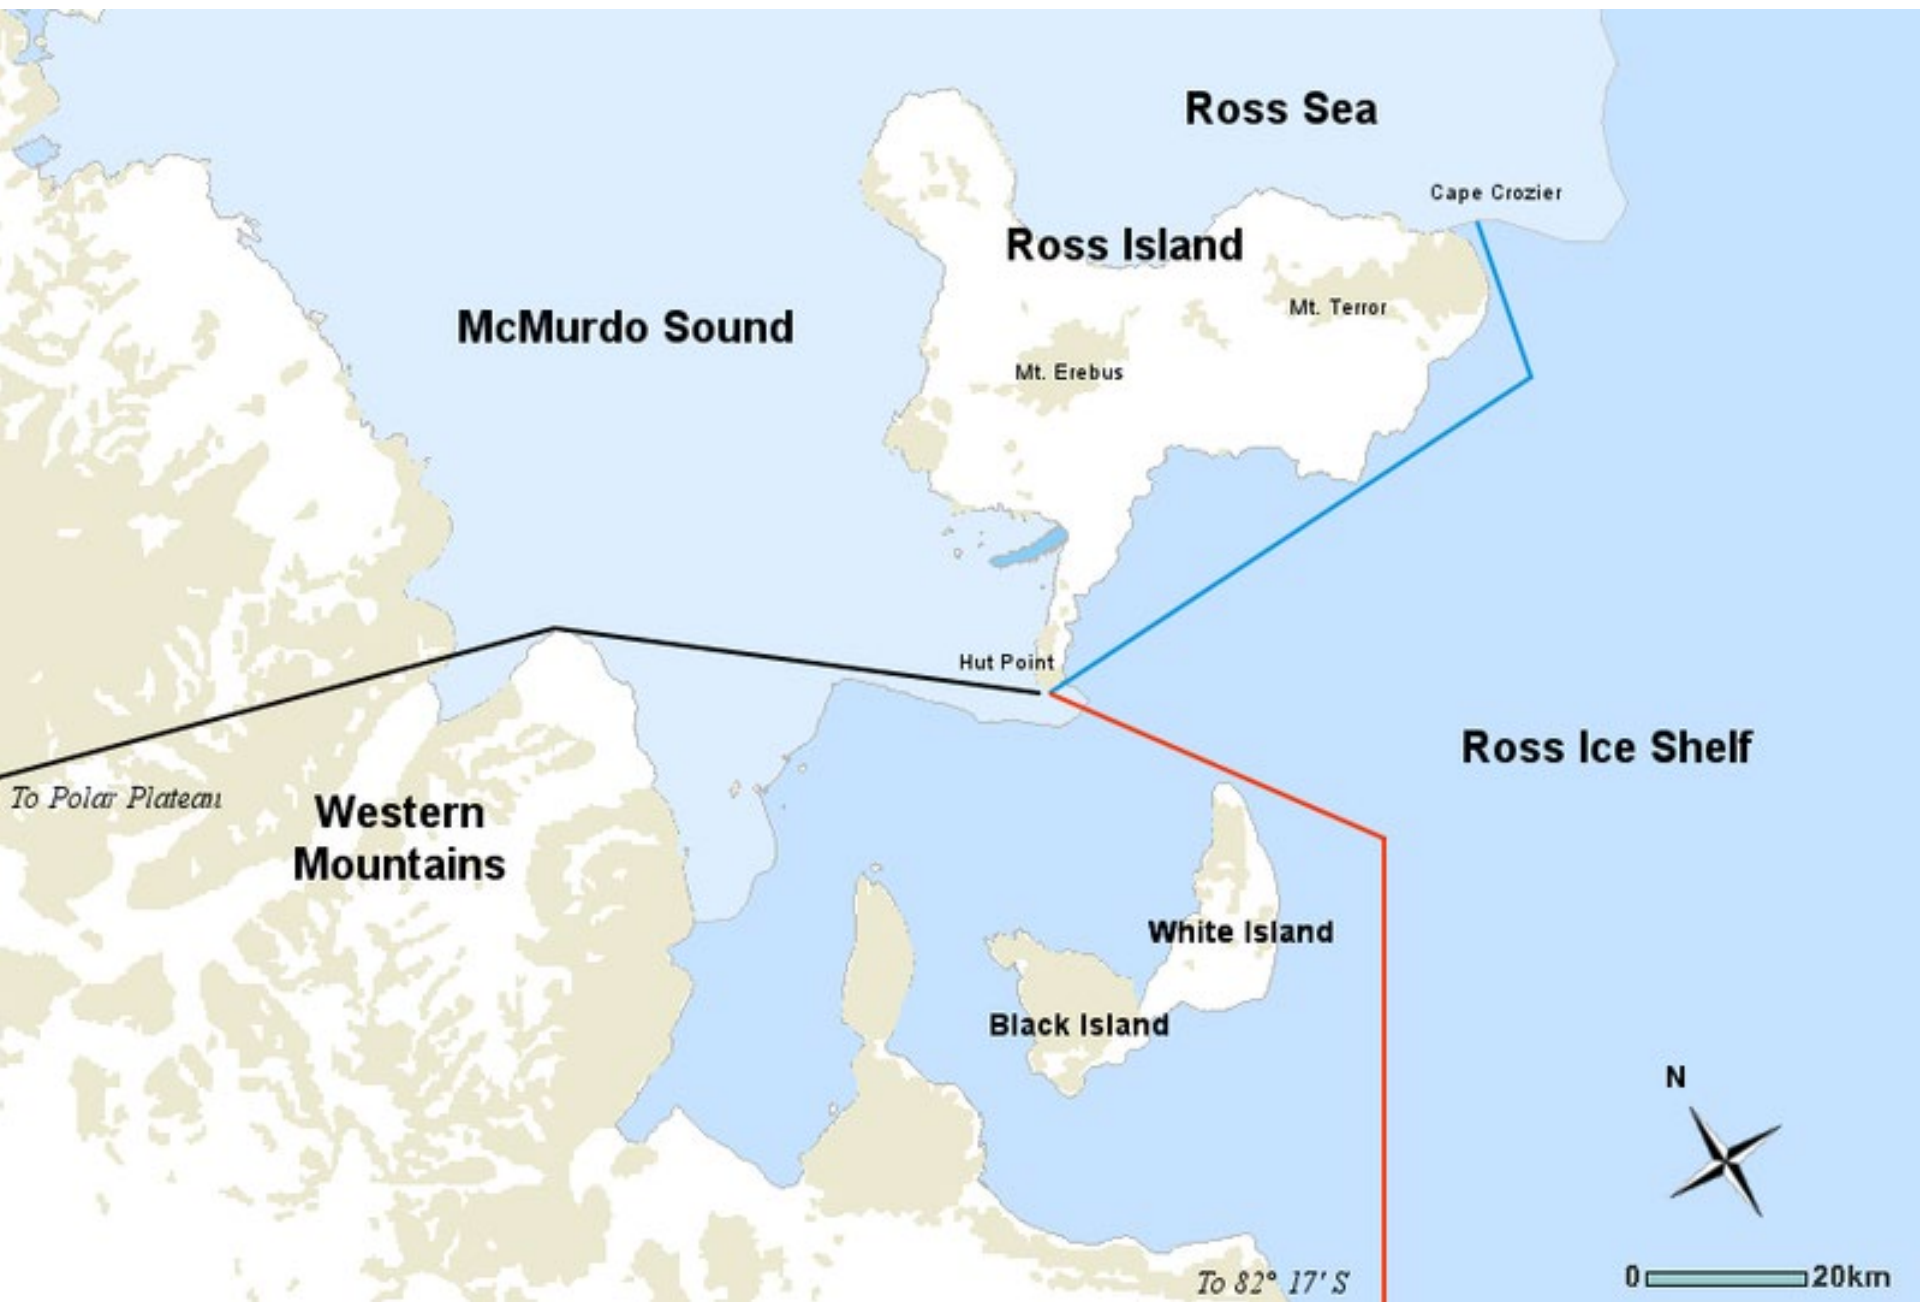 Ross Sea
Cape Crozier
Ross Island
Mt. Terror
McMurdo Sound
Mt. Erebus
Hut Point
Ross Ice Shelf
To Polar Plateau
Western
Mountains
White Island
Black Island
N
To 82° 17' S
0 20km